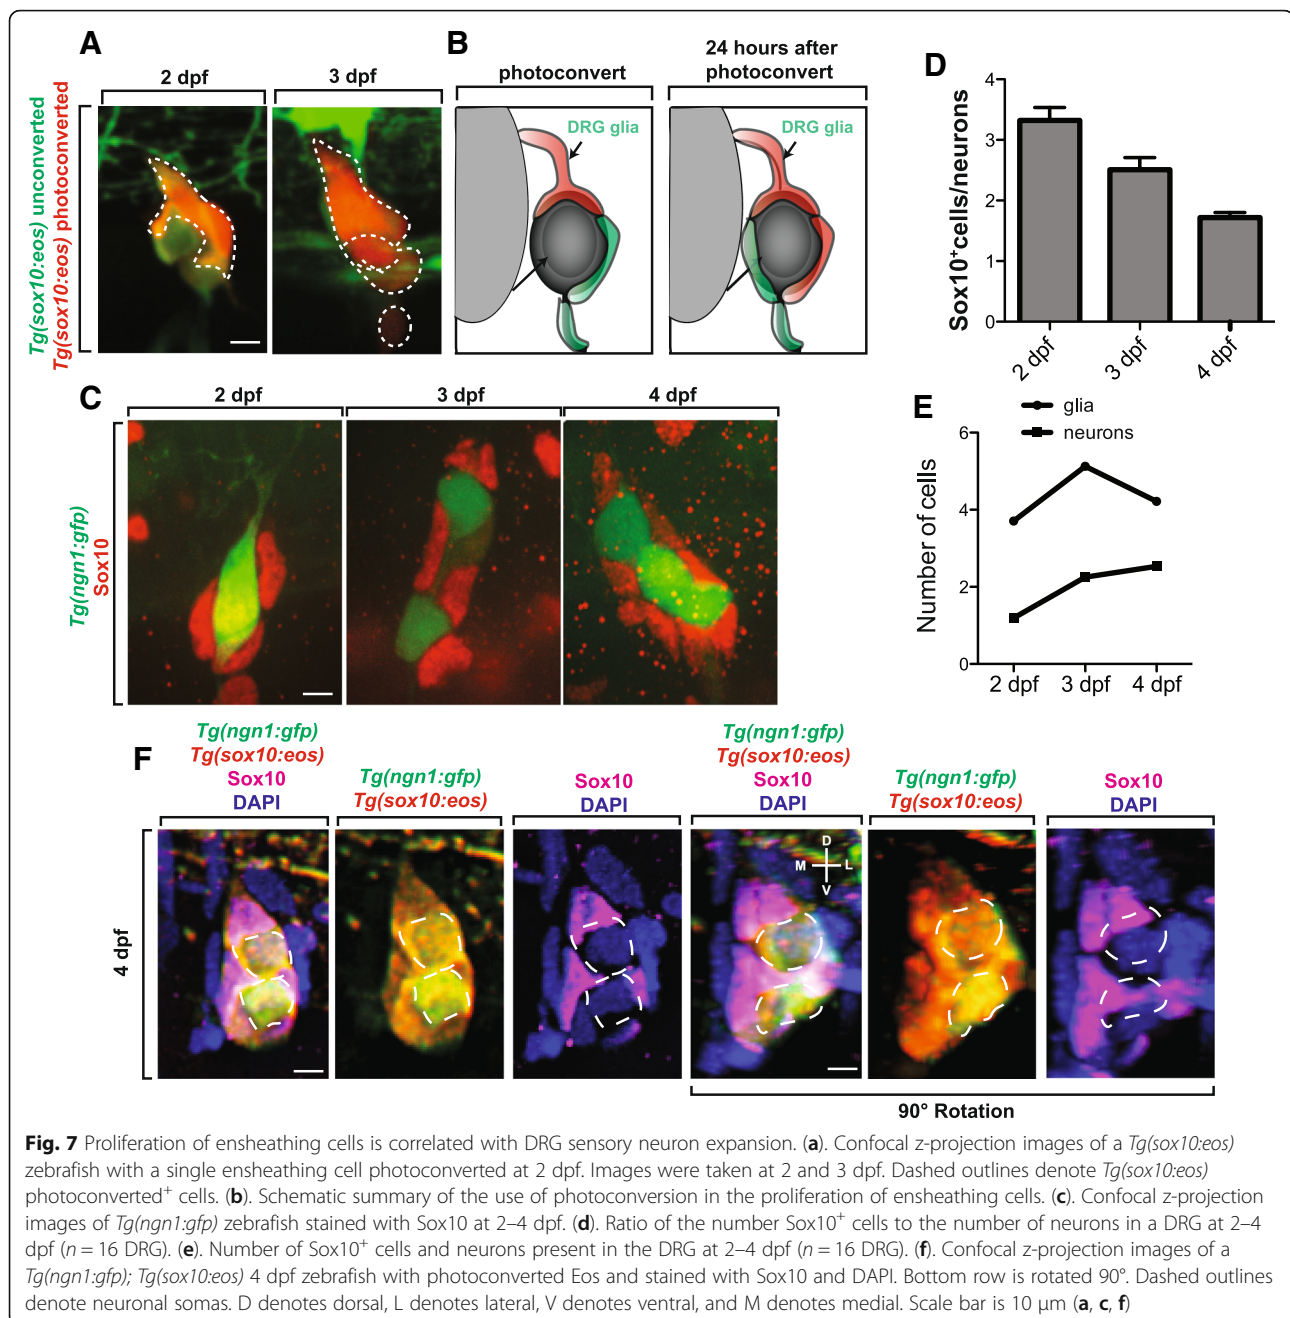 A
2 dpf
3 dpf
Tg(sox10:eos) unconverted
Tg(sox10:eos) photoconverted
B
photoconvert
24 hours after
photoconvert
DRG glia
DRG glia
D
Sox10+cells/neurons
4
3
2
1
0
2 dpf
3 dpf
4 dpf
C
2 dpf
3 dpf
4 dpf
Tg(ngn1:gfp)
Sox10
E
glia
neurons
Number of cells
6
4
2
0
2 dpf
3 dpf
4 dpf
F
Tg(ngn1:gfp)
Tg(sox10:eos)
Sox10
DAPI
Tg(ngn1:gfp)
Tg(sox10:eos)
Sox10
DAPI
Tg(ngn1:gfp)
Tg(sox10:eos)
Sox10
DAPI
Tg(ngn1:gfp)
Tg(sox10:eos)
Sox10
DAPI
4 dpf
D
M L
V
90° Rotation
Fig. 7 Proliferation of ensheathing cells is correlated with DRG sensory neuron expansion. (a). Confocal z-projection images of a Tg(sox10:eos)
zebrafish with a single ensheathing cell photoconverted at 2 dpf. Images were taken at 2 and 3 dpf. Dashed outlines denote Tg(sox10:eos)
photoconverted+ cells. (b). Schematic summary of the use of photoconversion in the proliferation of ensheathing cells. (c). Confocal z-projection
images of Tg(ngn1:gfp) zebrafish stained with Sox10 at 2–4 dpf. (d). Ratio of the number Sox10+ cells to the number of neurons in a DRG at 2–4
dpf (n = 16 DRG). (e). Number of Sox10+ cells and neurons present in the DRG at 2–4 dpf (n = 16 DRG). (f). Confocal z-projection images of a
Tg(ngn1:gfp); Tg(sox10:eos) 4 dpf zebrafish with photoconverted Eos and stained with Sox10 and DAPI. Bottom row is rotated 90°. Dashed outlines
denote neuronal somas. D denotes dorsal, L denotes lateral, V denotes ventral, and M denotes medial. Scale bar is 10 μm (a, c, f)